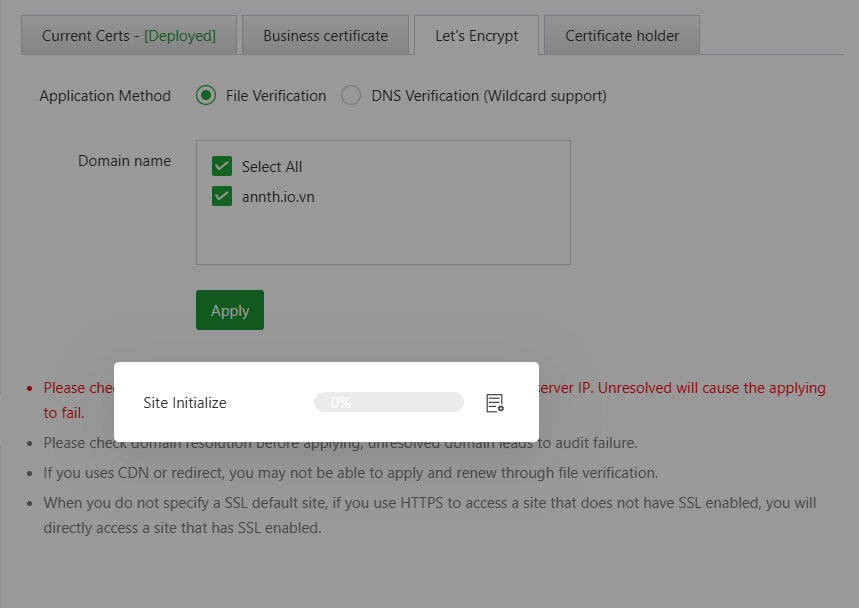 Current Certs - [Deployed] Business certificate Let's Encrypt Certificate holder
Application Method File Verification DNS Verification (Wildcard support)
Domain name
Select All
annth.io.vn
Apply
Please server IP. Unresolved will cause the applying
to fail.
Site Initialize 0%
Please check domain resolution before applying, unresolved domain leads to audit failure.
If you uses CDN or redirect, you may not be able to apply and renew through file verification.
When you do not specify a SSL default site, if you use HTTPS to access a site that does not have SSL enabled, you will
directly access a site that has SSL enabled.